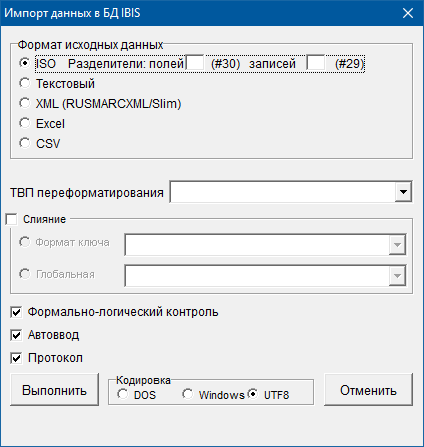 Импорт данных в БД IBIS
Формат исходных данных
ISO Разделители: полей (#30) записей (#29)
Текстовый
XML (RUSMARCXML/Slim)
Excel
CSV
ТВП переформатирования
Слияние
Формат ключа
Глобальная
Формально-логический контроль
Автоввод
Протокол
Выполнить
Кодировка
DOS Windows UTF8
Отменить